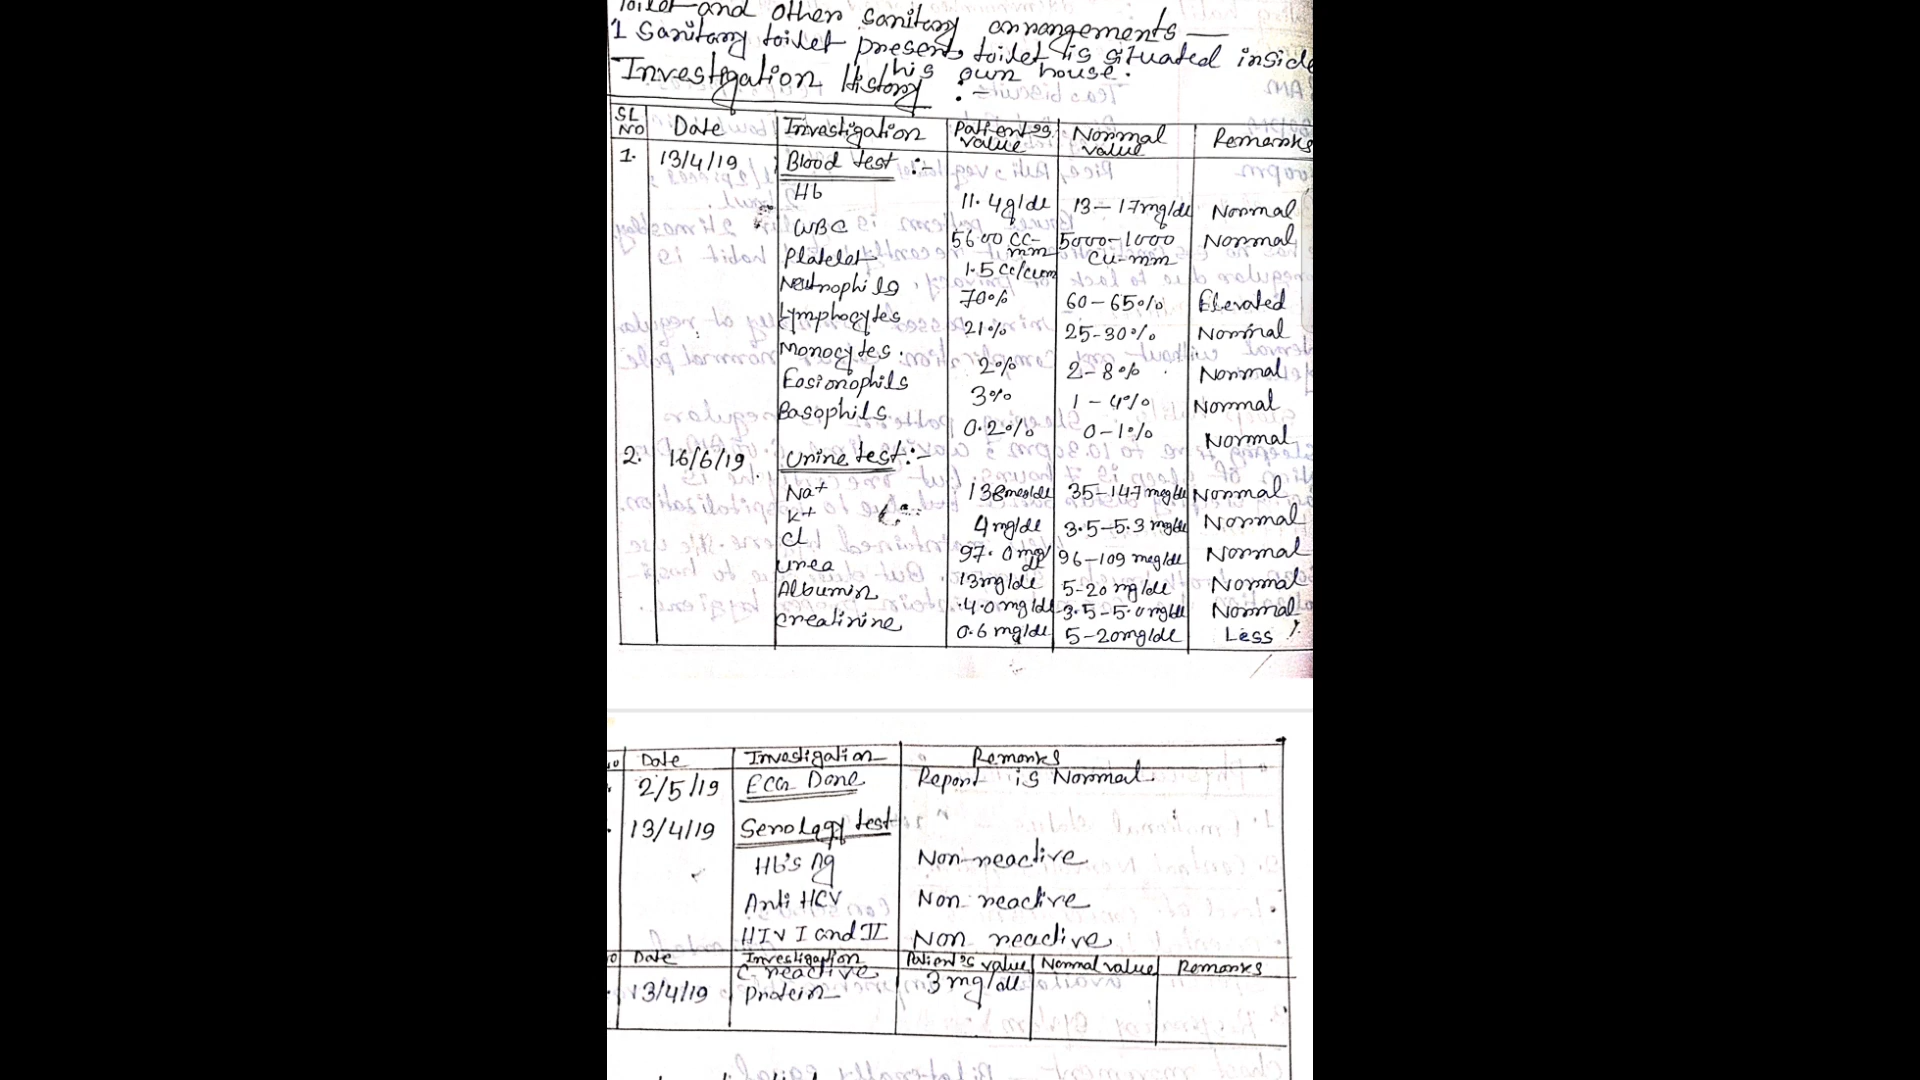 Toilet and other sanitary arrangements —
1 Sanitary toilet present, toilet is situated inside
his own house.
Investigation History :-
SL NO Date Investigation Patient's value Normal value Remarks
1. 13/4/19 Blood test :-
Hb 11.4g/dl 13-17mg/dl Normal
WBC 5600 cc-mm 5000-1000 cu-mm Normal
Platelet 1.5 cc/cumm
Neutrophils 70% 60-65% Elevated
Lymphocytes 21% 25-30% Normal
Monocytes. 2% 2-8% Normal
Eosionophils 3% 1-4% Normal
Basophils 0.2% 0-1% Normal
2. 16/6/19 Urine test:-
Na+ 138meq/dl 35-147 meq/dl Normal
K+ 4mg/dl 3.5-5.3 mg/dl Normal
cl 97.0mg/dl 96-109 meq/dl Normal
urea 13mg/dl 5-20 mg/dl Normal
Albumin 4.0mg/dl 3.5-5.0mg/dl Normal
creatinine 0.6 mg/dl 5-20mg/dl Less
Date Investigation Remarks
2/5/19 ECG Done Report is Normal
13/4/19 Serology test
Hb's Ag Non-reactive
Anti HCV Non-reactive
HIV I and II Non reactive
Date Investigation Patient's value Normal value Remarks
13/4/19 C-reactive Protein 3mg/dl